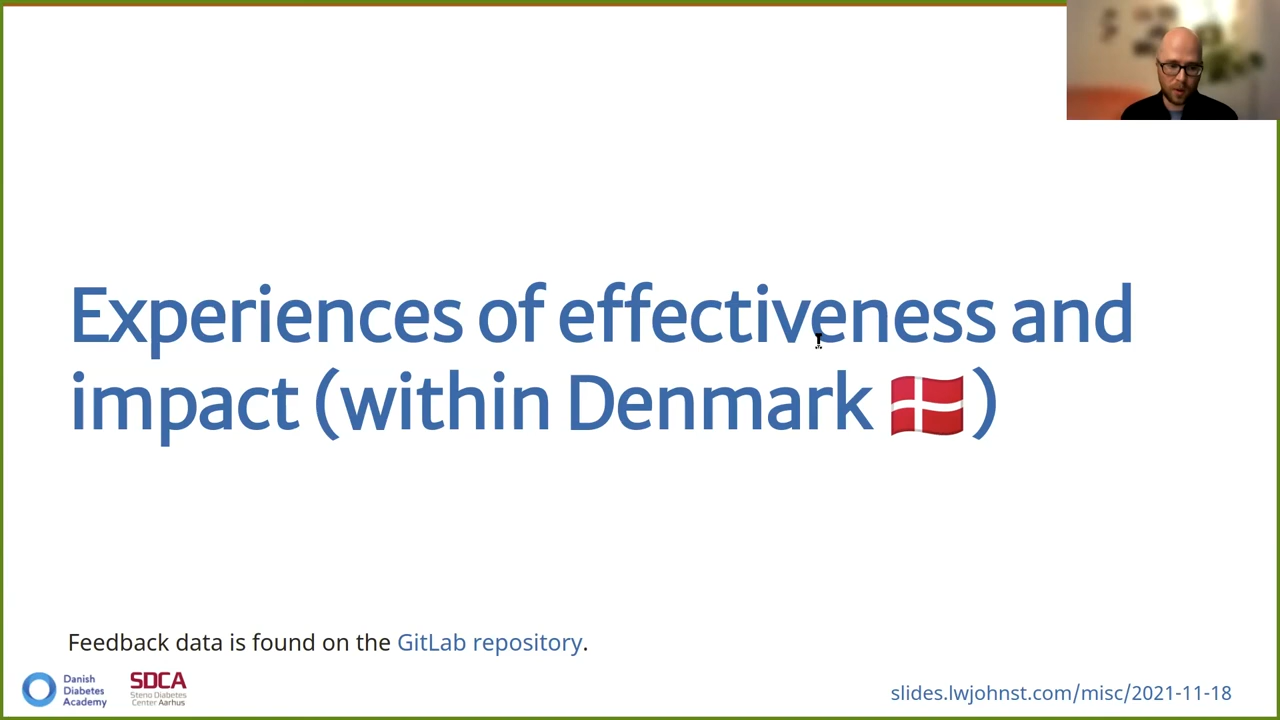 Experiences of effectiveness and
impact (within Denmark 🇩🇰)
Feedback data is found on the GitLab repository.
Danish
Diabetes
Academy
SDCA
Steno Diabetes
Center Aarhus
slides.lwjohnst.com/misc/2021-11-18